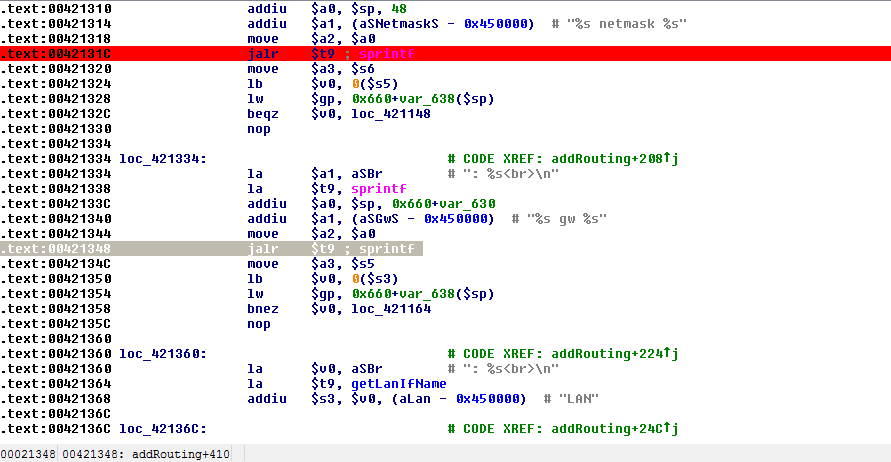 .text:00421310 addiu $a0, $sp, 48
.text:00421314 addiu $a1, (aSNetmaskS - 0x450000) # "%s netmask %s"
.text:00421318 move $a2, $a0
.text:0042131C jalr $t9 ; sprintf
.text:00421320 move $a3, $s6
.text:00421324 lb $v0, 0($s5)
.text:00421328 lw $gp, 0x660+var_638($sp)
.text:0042132C beqz $v0, loc_421148
.text:00421330 nop
.text:00421334
.text:00421334 loc_421334: # CODE XREF: addRouting+208↑j
.text:00421334 la $a1, aSBr # ": %s<br>\n"
.text:00421338 la $t9, sprintf
.text:0042133C addiu $a0, $sp, 0x660+var_630
.text:00421340 addiu $a1, (aSGwS - 0x450000) # "%s gw %s"
.text:00421344 move $a2, $a0
.text:00421348 jalr $t9 ; sprintf
.text:0042134C move $a3, $s5
.text:00421350 lb $v0, 0($s3)
.text:00421354 lw $gp, 0x660+var_638($sp)
.text:00421358 bnez $v0, loc_421164
.text:0042135C nop
.text:00421360
.text:00421360 loc_421360: # CODE XREF: addRouting+224↑j
.text:00421360 la $v0, aSBr # ": %s<br>\n"
.text:00421364 la $t9, getLanIfName
.text:00421368 addiu $s3, $v0, (aLan - 0x450000) # "LAN"
.text:0042136C
.text:0042136C loc_42136C: # CODE XREF: addRouting+24C↑j
00021348 00421348: addRouting+410